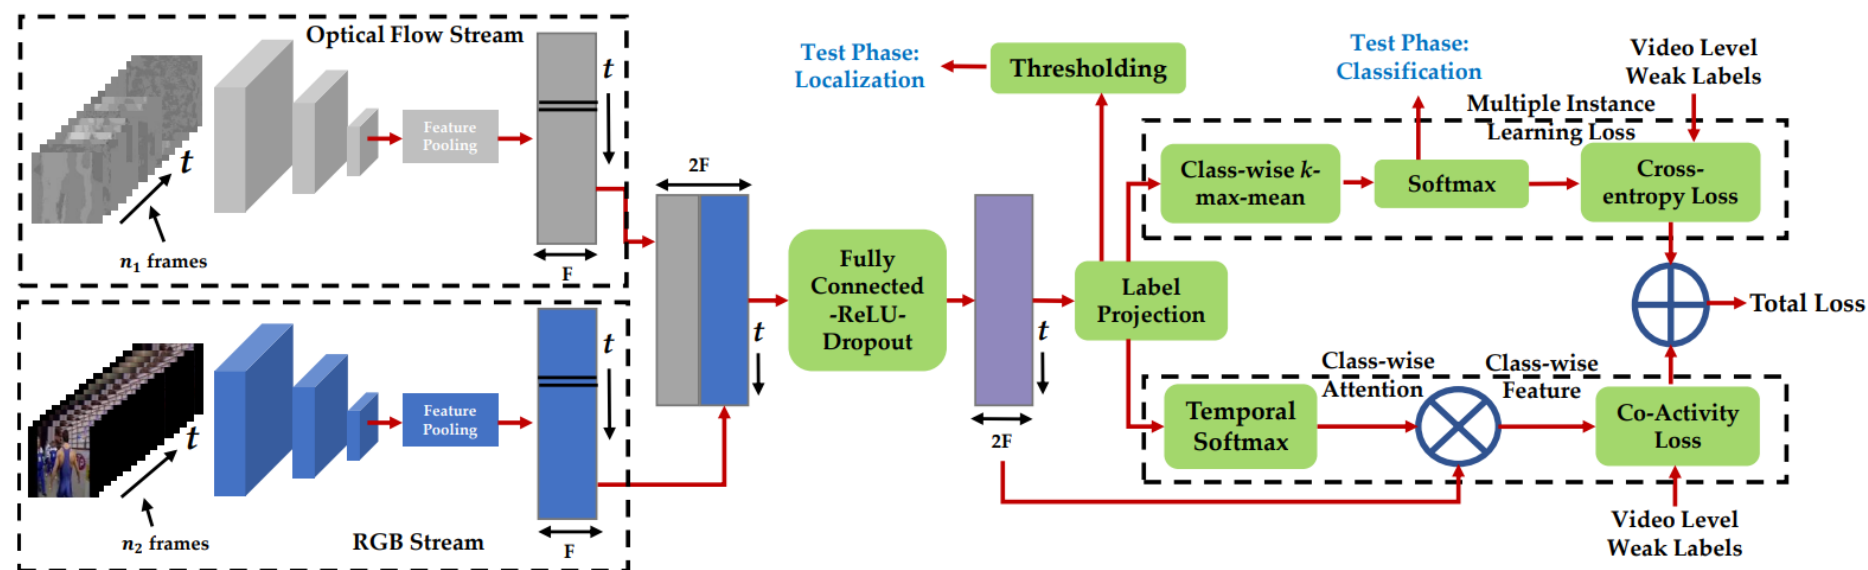 Optical Flow Stream
t
Feature
Pooling
t
n₁ frames
F
t
Feature
Pooling
t
n₂ frames
RGB Stream
F
2F
t
Fully
Connected
-ReLU-
Dropout
t
2F
Test Phase:
Localization
Thresholding
Label
Projection
Test Phase:
Classification
Video Level
Weak Labels
Multiple Instance
Learning Loss
Class-wise k-
max-mean
Softmax
Cross-
entropy Loss
Total Loss
Class-wise
Attention
Class-wise
Feature
Temporal
Softmax
Co-Activity
Loss
Video Level
Weak Labels